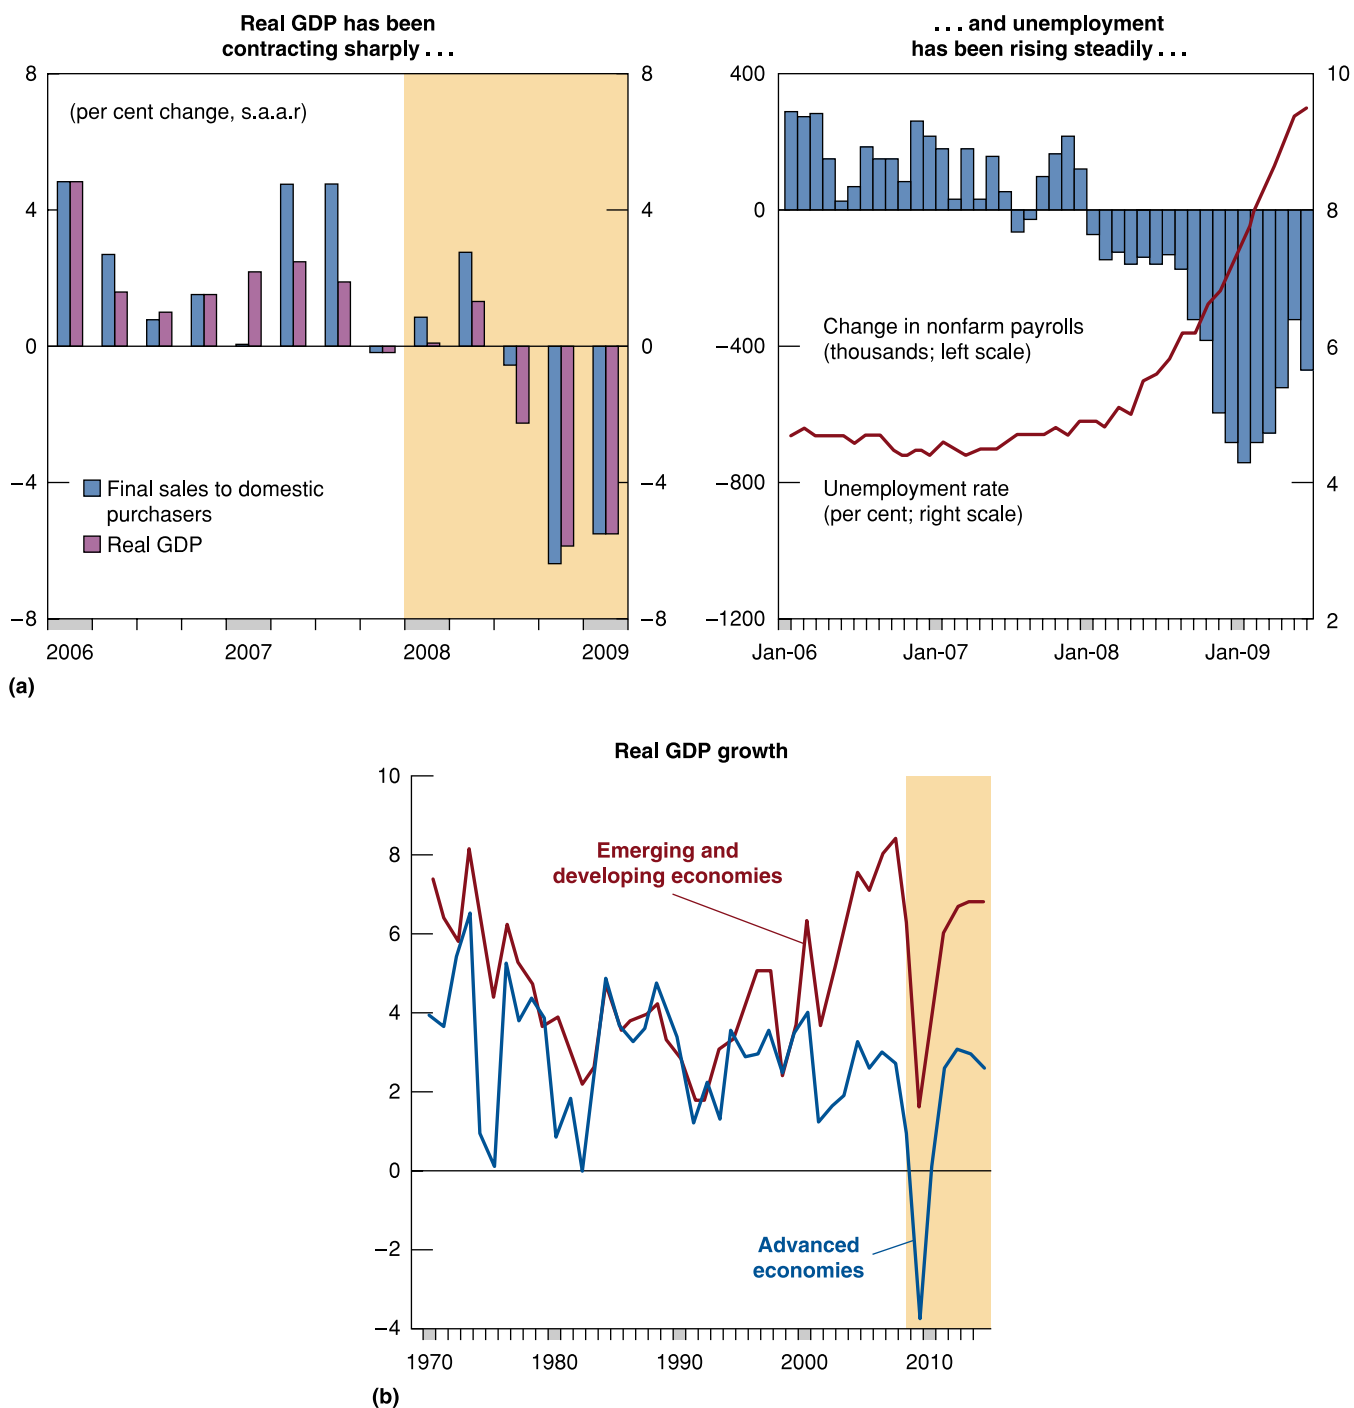 Real GDP has been
contracting sharply . . .
8
4
0
−4
−8
8
4
0
−4
−8
(per cent change, s.a.a.r)
Final sales to domestic
purchasers
Real GDP
2006
2007
2008
2009
(a)
. . . and unemployment
has been rising steadily . . .
400
0
−400
−800
−1200
10
8
6
4
2
Change in nonfarm payrolls
(thousands; left scale)
Unemployment rate
(per cent; right scale)
Jan-06
Jan-07
Jan-08
Jan-09
Real GDP growth
10
8
6
4
2
0
−2
−4
Emerging and
developing economies
Advanced
economies
1970
1980
1990
2000
2010
(b)